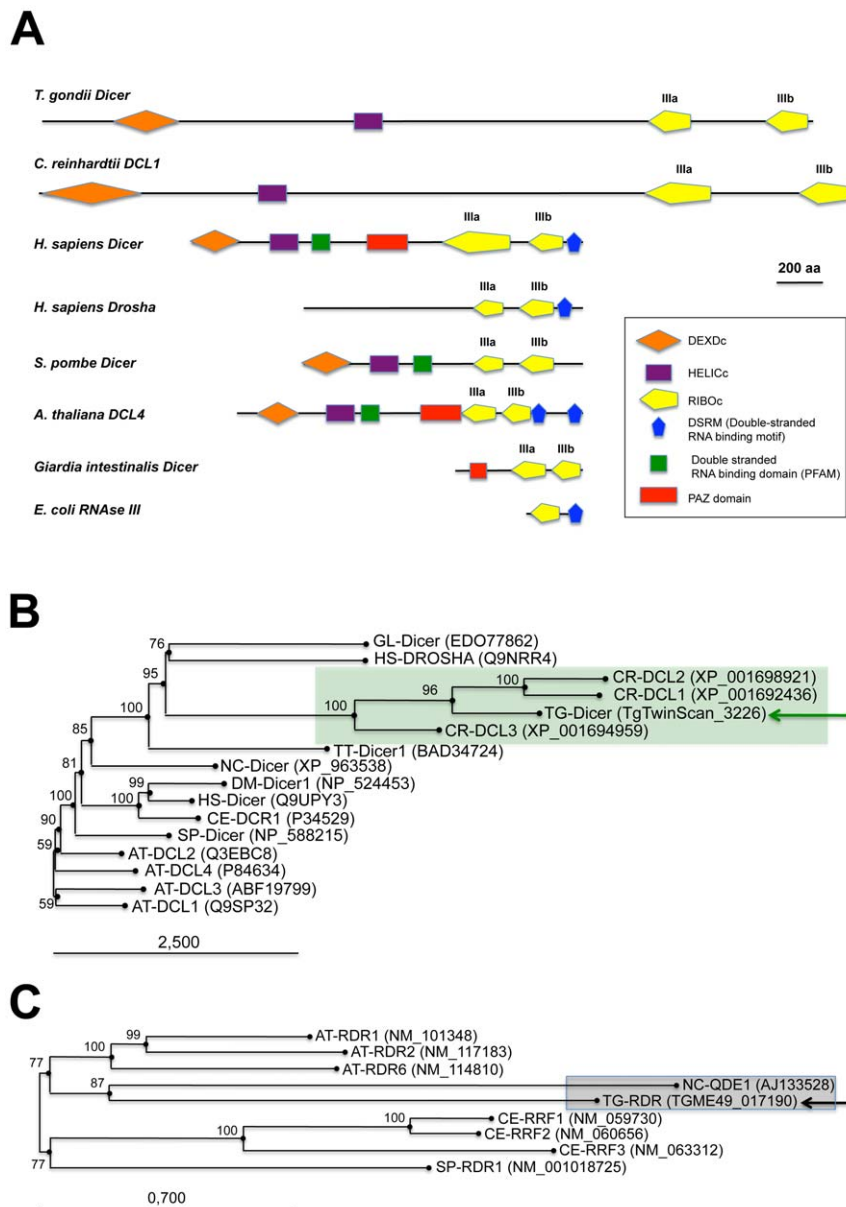 A
T. gondii Dicer
IIIa
IIIb
C. reinhardtii DCL1
IIIa
IIIb
H. sapiens Dicer
IIIa
IIIb
200 aa
H. sapiens Drosha
IIIa
IIIb
S. pombe Dicer
IIIa
IIIb
A. thaliana DCL4
IIIa
IIIb
Giardia intestinalis Dicer
IIIa
IIIb
E. coli RNAse III
DEXDc
HELICc
RIBOc
DSRM (Double-stranded
RNA binding motif)
Double stranded
RNA binding domain (PFAM)
PAZ domain
B
76
GL-Dicer (EDO77862)
HS-DROSHA (Q9NRR4)
95
100
CR-DCL2 (XP_001698921)
CR-DCL1 (XP_001692436)
96
100
TG-Dicer (TgTwinScan_3226)
CR-DCL3 (XP_001694959)
100
TT-Dicer1 (BAD34724)
85
NC-Dicer (XP_963538)
81
99
DM-Dicer1 (NP_524453)
HS-Dicer (Q9UPY3)
100
CE-DCR1 (P34529)
100
SP-Dicer (NP_588215)
90
AT-DCL2 (Q3EBC8)
59
AT-DCL4 (P84634)
AT-DCL3 (ABF19799)
59
AT-DCL1 (Q9SP32)
2,500
C
99
AT-RDR1 (NM_101348)
100
AT-RDR2 (NM_117183)
77
AT-RDR6 (NM_114810)
87
NC-QDE1 (AJ133528)
TG-RDR (TGME49_017190)
100
CE-RRF1 (NM_059730)
100
CE-RRF2 (NM_060656)
CE-RRF3 (NM_063312)
77
SP-RDR1 (NM_001018725)
0,700